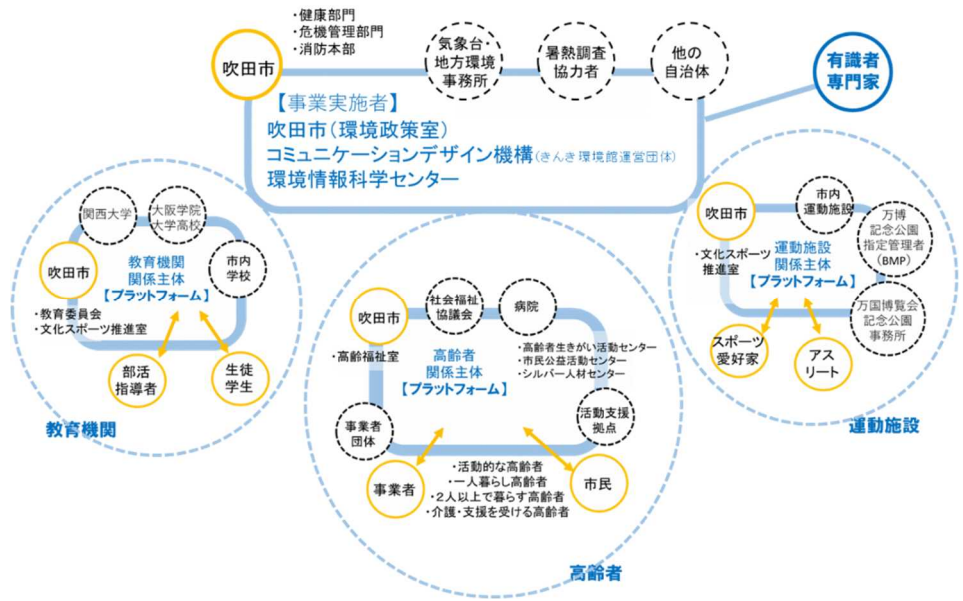 ・健康部門
・危機管理部門
・消防本部
吹田市
気象台・
地方環境
事務所
暑熱調査
協力者
他の
自治体
有識者
専門家
【事業実施者】
吹田市（環境政策室）
コミュニケーションデザイン機構（きんき環境館運営団体）
環境情報科学センター
関西大学
大阪学院
大学高校
市内
学校
吹田市
教育機関
関係主体
【プラットフォーム】
・教育委員会
・文化スポーツ推進室
部活
指導者
生徒
学生
教育機関
吹田市
社会福祉
協議会
病院
・高齢福祉室
高齢者
関係主体
【プラットフォーム】
・高齢者生きがい活動センター
・市民公益活動センター
・シルバー人材センター
事業者
団体
活動支援
拠点
事業者
・活動的な高齢者
・一人暮らし高齢者
・2人以上で暮らす高齢者
・介護・支援を受ける高齢者
市民
高齢者
吹田市
市内
運動施設
万博
記念公園
指定管理者
（BMP）
・文化スポーツ
推進室
運動施設
関係主体
【プラットフォーム】
万国博覧会
記念公園
事務所
スポーツ
愛好家
アス
リート
運動施設